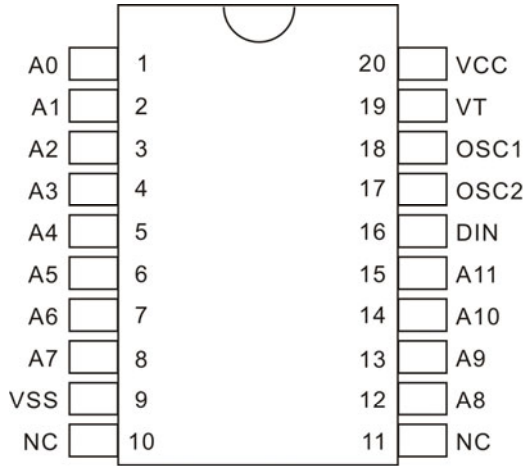 A0 1 20 VCC
A1 2 19 VT
A2 3 18 OSC1
A3 4 17 OSC2
A4 5 16 DIN
A5 6 15 A11
A6 7 14 A10
A7 8 13 A9
VSS 9 12 A8
NC 10 11 NC